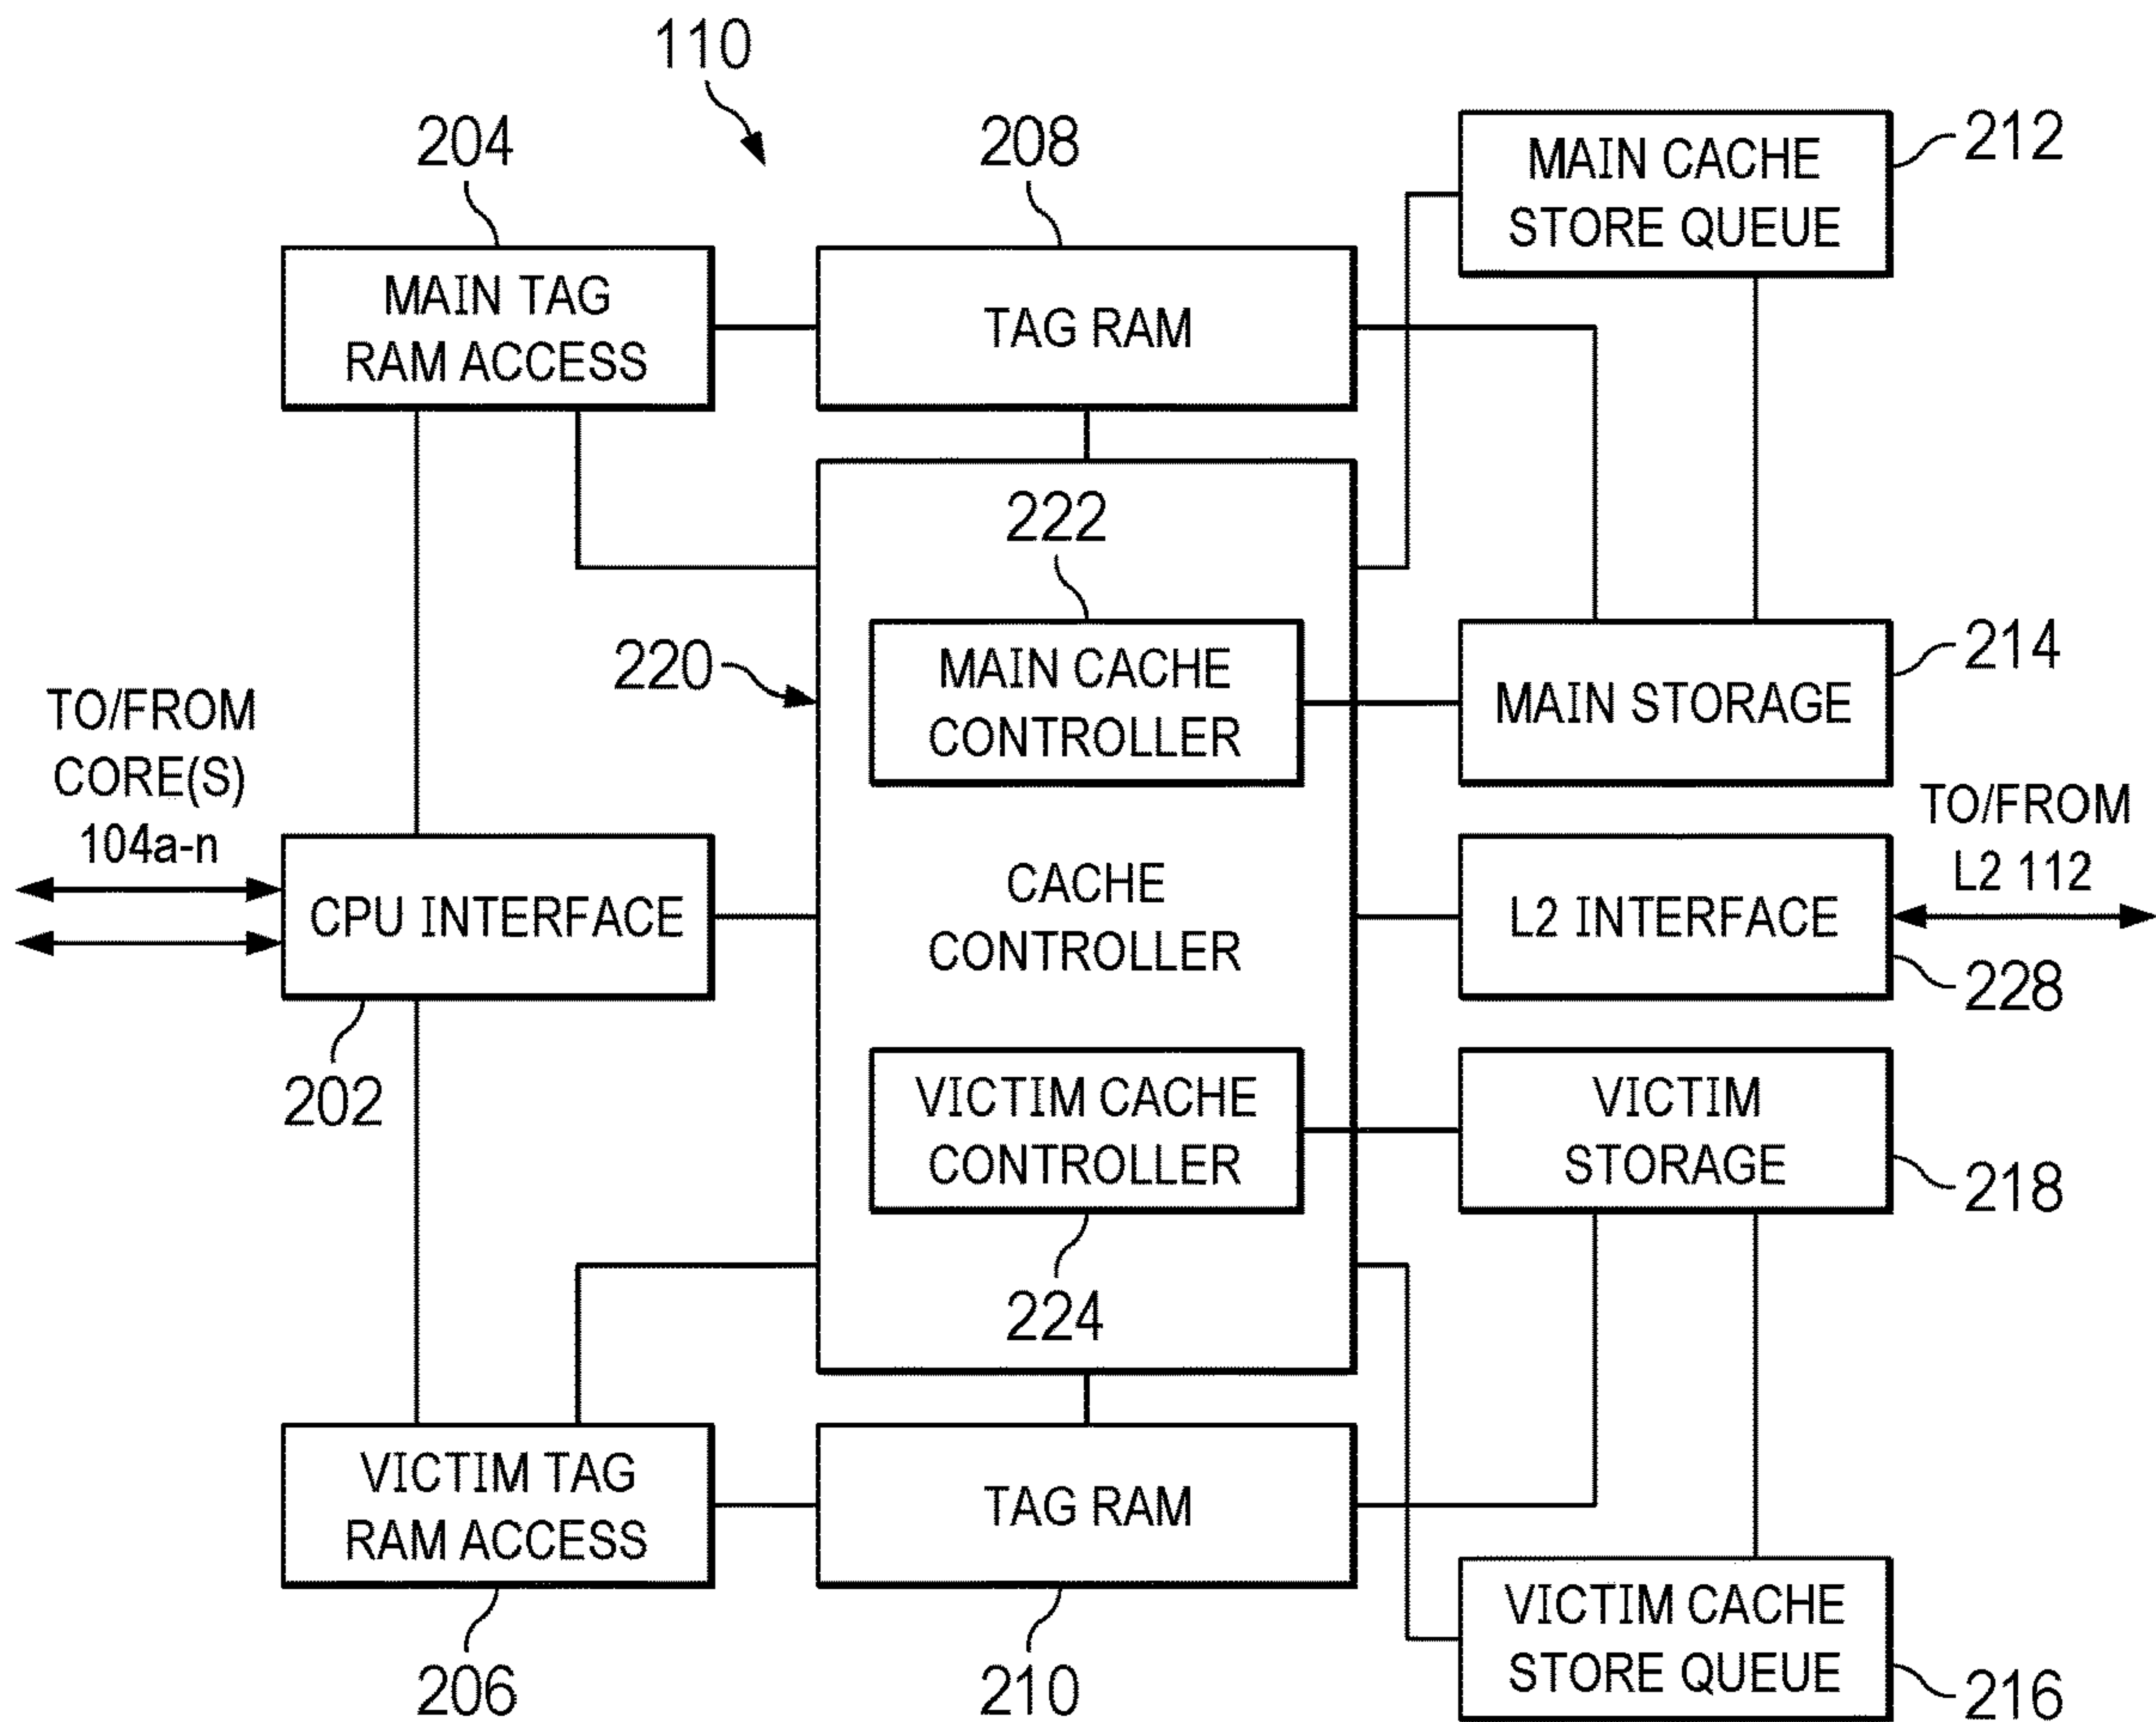 110
204
208
212
MAIN CACHE
STORE QUEUE
MAIN TAG
RAM ACCESS
TAG RAM
222
220
MAIN CACHE
CONTROLLER
214
MAIN STORAGE
TO/FROM
CORE(S)
104a-n
CPU INTERFACE
202
CACHE
CONTROLLER
L2 INTERFACE
TO/FROM
L2 112
228
VICTIM CACHE
CONTROLLER
224
VICTIM
STORAGE
218
VICTIM TAG
RAM ACCESS
206
TAG RAM
210
VICTIM CACHE
STORE QUEUE
216